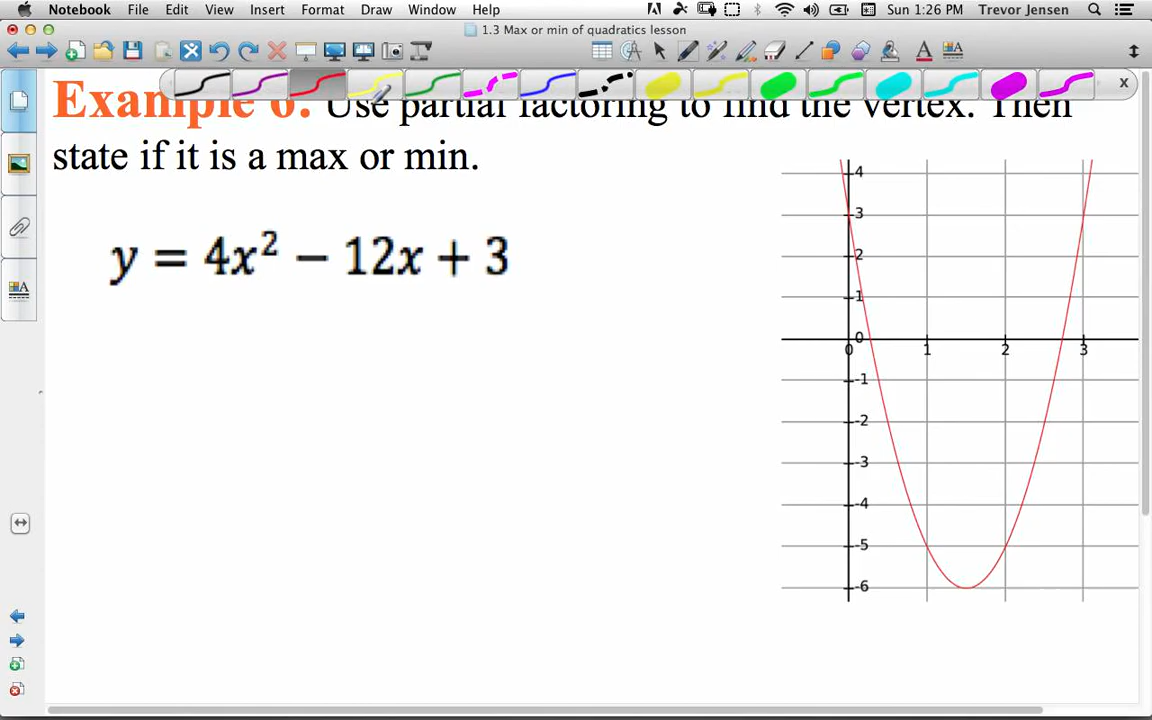 Notebook File Edit View Insert Format Draw Window Help Sun 1:26 PM Trevor Jensen
1.3 Max or min of quadratics lesson
Example 6: Use partial factoring to find the vertex. Then
state if it is a max or min.
y = 4x² − 12x + 3
4
3
2
1
0
0 1 2 3
-1
-2
-3
-4
-5
-6